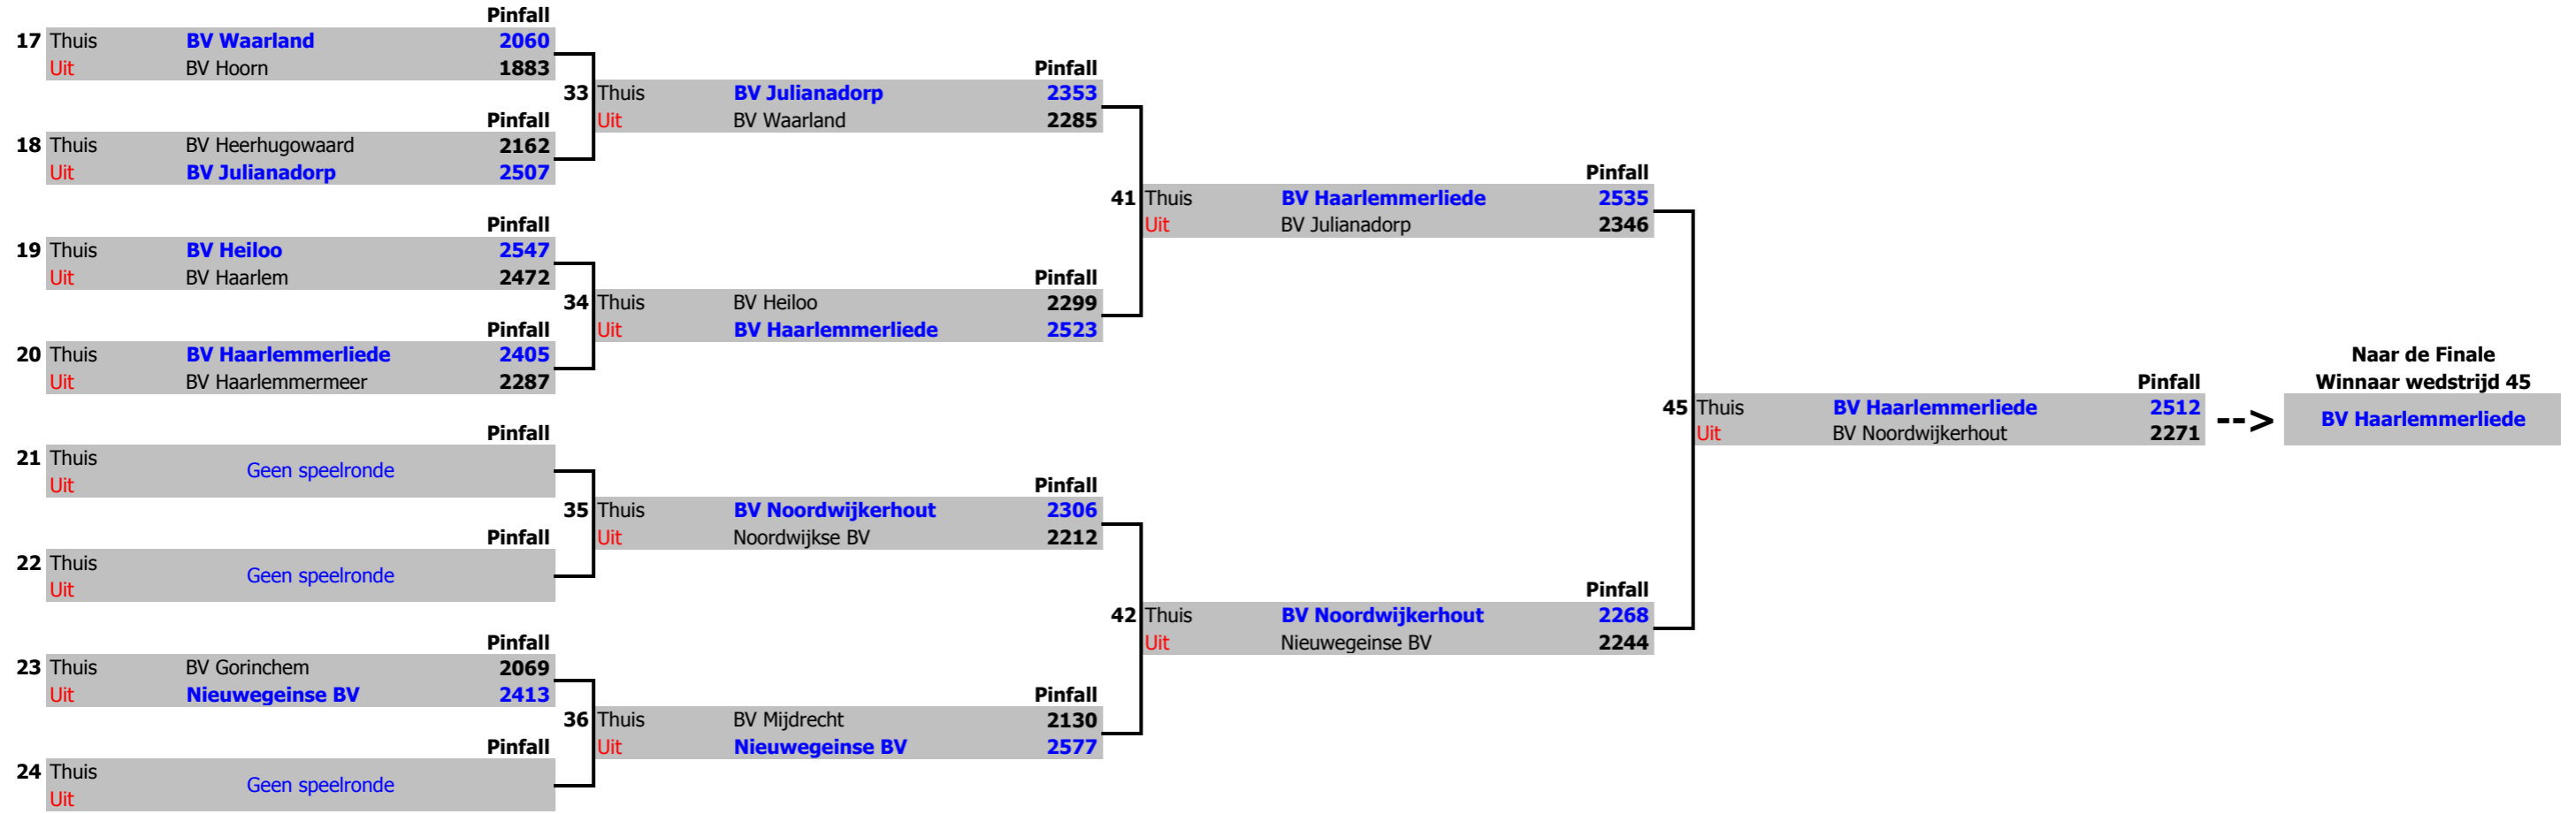 Pinfall
17 Thuis BV Waarland 2060
Uit BV Hoorn 1883
Pinfall
18 Thuis BV Heerhugowaard 2162
Uit BV Julianadorp 2507
Pinfall
19 Thuis BV Heiloo 2547
Uit BV Haarlem 2472
Pinfall
20 Thuis BV Haarlemmerliede 2405
Uit BV Haarlemmermeer 2287
Pinfall
21 Thuis
Geen speelronde
Uit
Pinfall
22 Thuis
Geen speelronde
Uit
Pinfall
23 Thuis BV Gorinchem 2069
Uit Nieuwegeinse BV 2413
Pinfall
24 Thuis
Geen speelronde
Uit
Pinfall
33 Thuis BV Julianadorp 2353
Uit BV Waarland 2285
Pinfall
34 Thuis BV Heiloo 2299
Uit BV Haarlemmerliede 2523
Pinfall
35 Thuis BV Noordwijkerhout 2306
Uit Noordwijkse BV 2212
Pinfall
36 Thuis BV Mijdrecht 2130
Uit Nieuwegeinse BV 2577
Pinfall
41 Thuis BV Haarlemmerliede 2535
Uit BV Julianadorp 2346
Pinfall
42 Thuis BV Noordwijkerhout 2268
Uit Nieuwegeinse BV 2244
Pinfall
45 Thuis BV Haarlemmerliede 2512
Uit BV Noordwijkerhout 2271
-->
Naar de Finale
Winnaar wedstrijd 45
BV Haarlemmerliede